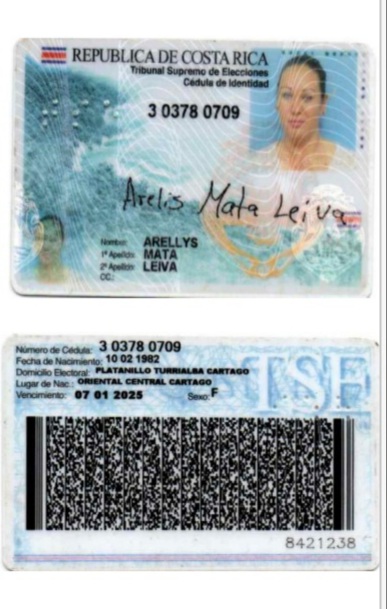 REPUBLICA DE COSTA RICA
Tribunal Supremo de Elecciones
Cédula de Identidad
3 0378 0709
Arelis Mata Leiva
Nombre: ARELLYS
1° Apellido: MATA
2° Apellido: LEIVA
CC.:
Número de Cédula: 3 0378 0709
Fecha de Nacimiento: 10 02 1982
Domicilio Electoral: PLATANILLO TURRIALBA CARTAGO
Lugar de Nac.: ORIENTAL CENTRAL CARTAGO
Vencimiento: 07 01 2025 Sexo: F
TSE
8421238